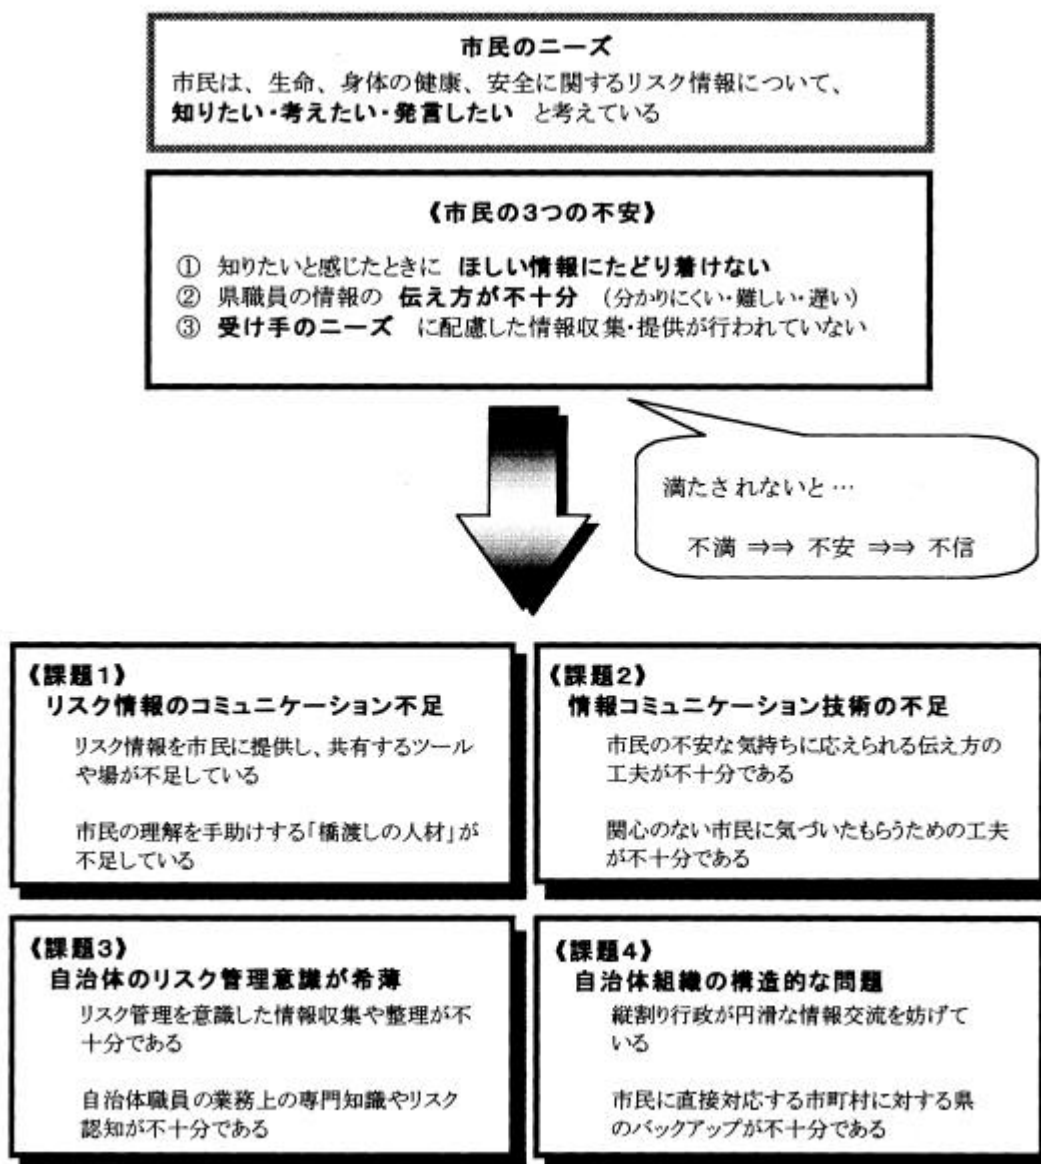 市民のニーズ
市民は、生命、身体の健康、安全に関するリスク情報について、
知りたい・考えたい・発言したい と考えている
《市民の3つの不安》
① 知りたいと感じたときに ほしい情報にたどり着けない
② 県職員の情報の 伝え方が不十分 （分かりにくい・難しい・遅い）
③ 受け手のニーズ に配慮した情報収集・提供が行われていない
満たされないと…
不満 ⇒⇒ 不安 ⇒⇒ 不信
《課題1》
リスク情報のコミュニケーション不足
リスク情報を市民に提供し、共有するツール
や場が不足している
市民の理解を手助けする「橋渡しの人材」が
不足している
《課題2》
情報コミュニケーション技術の不足
市民の不安な気持ちに応えられる伝え方の
工夫が不十分である
関心のない市民に気づいたもらうための工夫
が不十分である
《課題3》
自治体のリスク管理意識が希薄
リスク管理を意識した情報収集や整理が不
十分である
自治体職員の業務上の専門知識やリスク
認知が不十分である
《課題4》
自治体組織の構造的な問題
縦割り行政が円滑な情報交流を妨げて
いる
市民に直接対応する市町村に対する県
のバックアップが不十分である